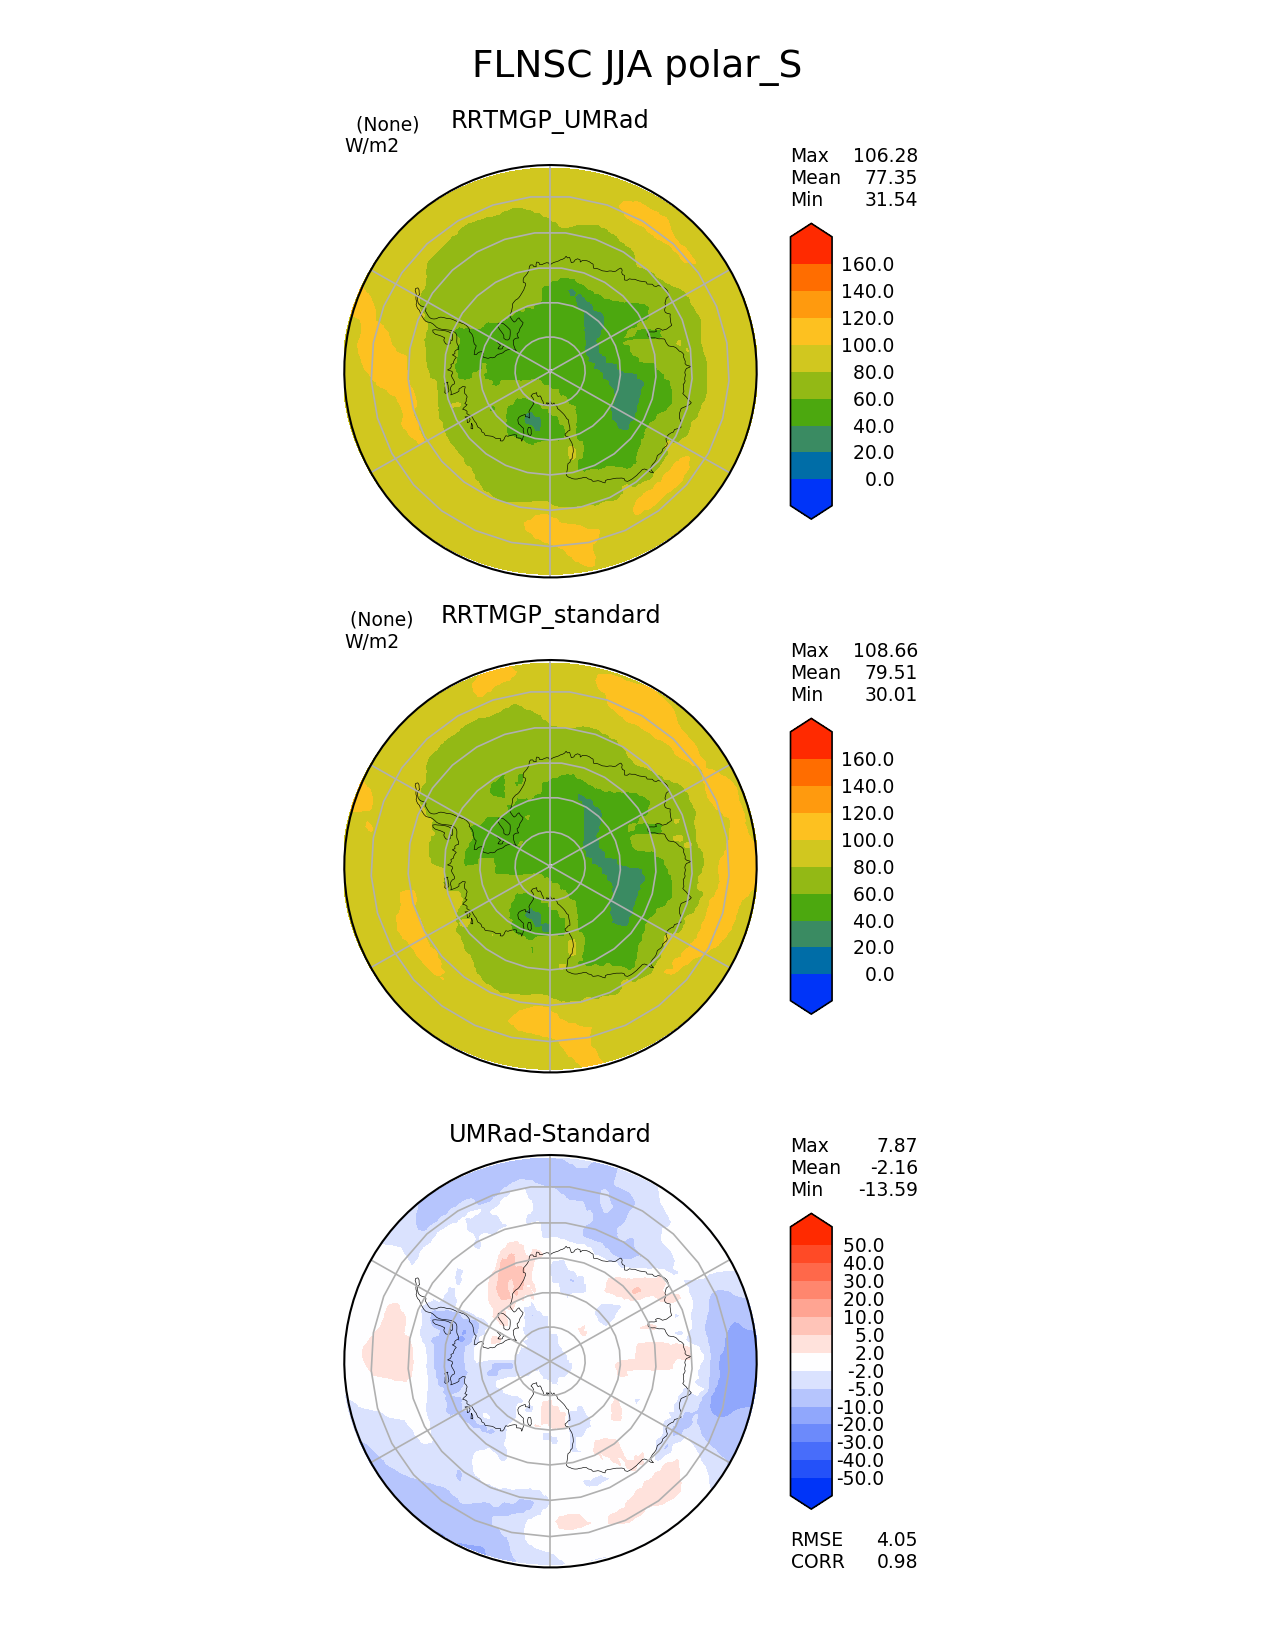 FLNSC JJA polar_S
(None) RRTMGP_UMRad
W/m2
Max 106.28
Mean 77.35
Min 31.54
160.0
140.0
120.0
100.0
80.0
60.0
40.0
20.0
0.0
(None) RRTMGP_standard
W/m2
Max 108.66
Mean 79.51
Min 30.01
160.0
140.0
120.0
100.0
80.0
60.0
40.0
20.0
0.0
UMRad-Standard
Max 7.87
Mean -2.16
Min -13.59
50.0
40.0
30.0
20.0
10.0
5.0
2.0
-2.0
-5.0
-10.0
-20.0
-30.0
-40.0
-50.0
RMSE 4.05
CORR 0.98